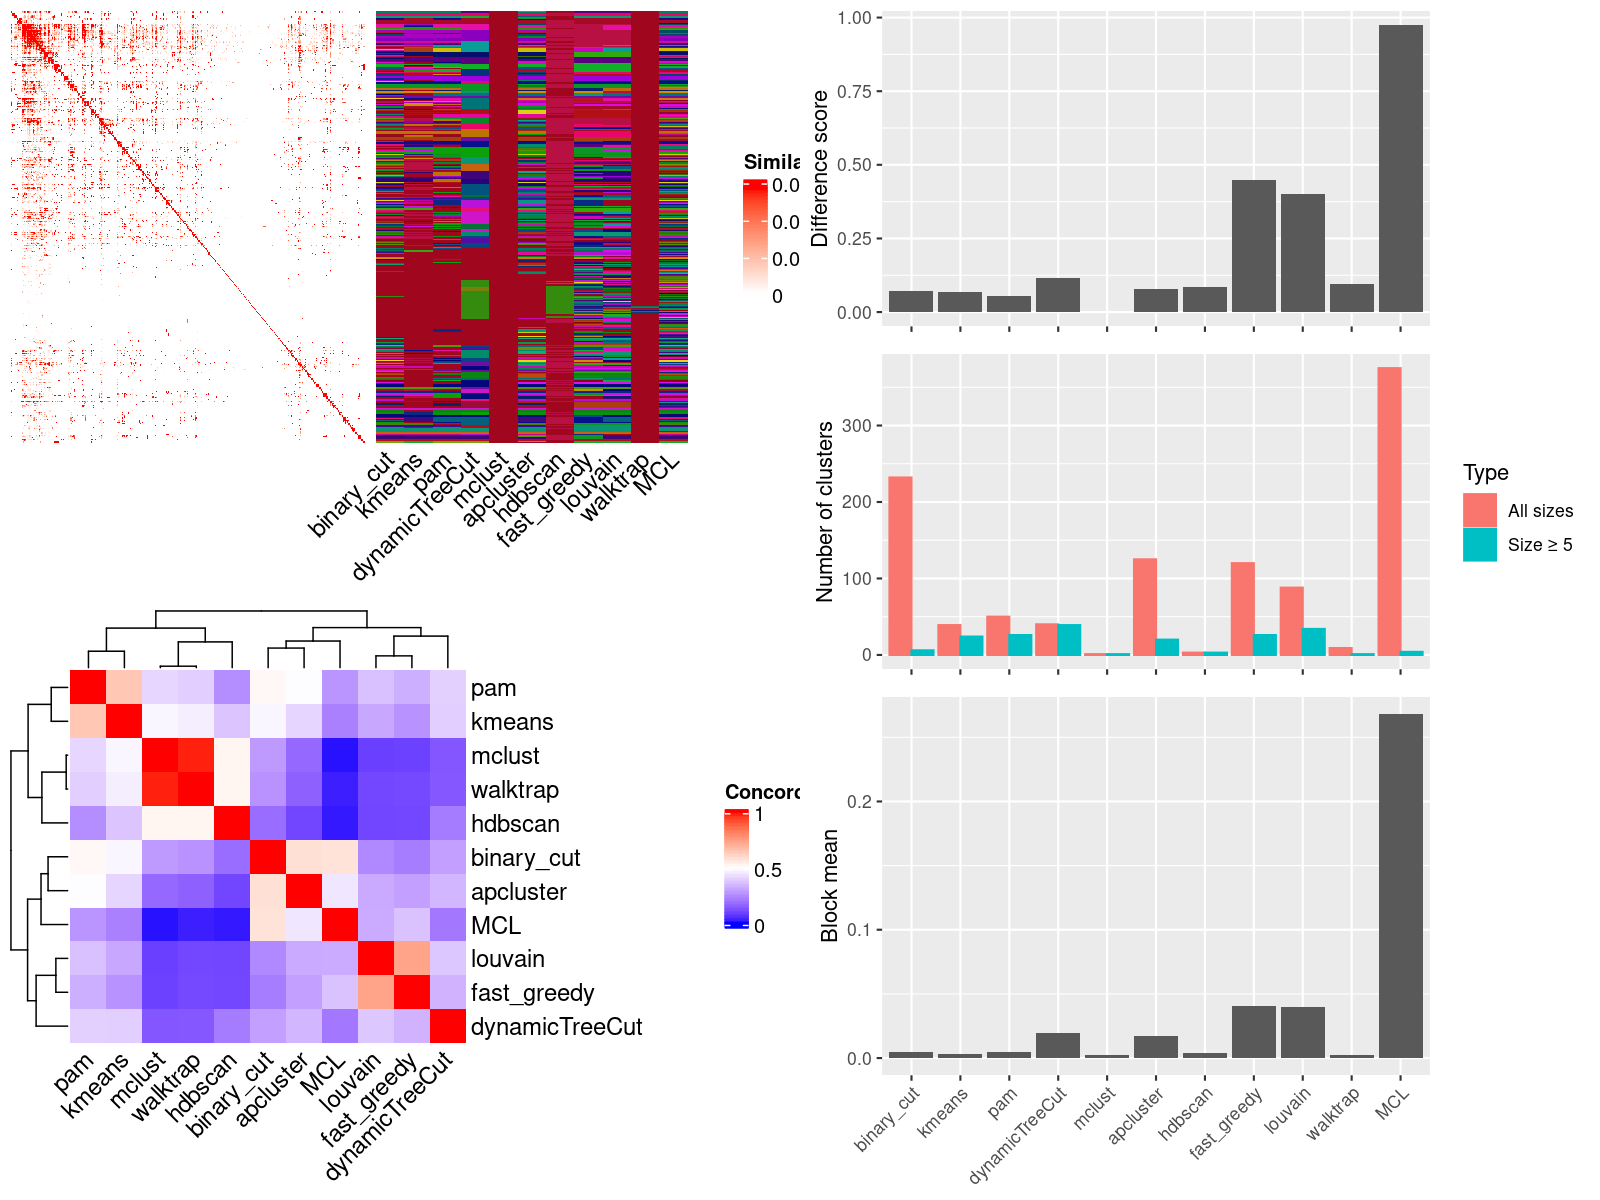 Simila
0.0
0.0
0.0
0
binary_cut
kmeans
pam
dynamicTreeCut
mclust
apcluster
hdbscan
fast_greedy
louvain
walktrap
MCL
Difference score
1.00
0.75
0.50
0.25
0.00
Number of clusters
300
200
100
0
Type
All sizes
Size ≥ 5
pam
kmeans
mclust
walktrap
hdbscan
binary_cut
apcluster
MCL
louvain
fast_greedy
dynamicTreeCut
pam
kmeans
mclust
walktrap
hdbscan
binary_cut
apcluster
MCL
louvain
fast_greedy
dynamicTreeCut
Concord
1
0.5
0
Block mean
0.2
0.1
0.0
binary_cut
kmeans
pam
dynamicTreeCut
mclust
apcluster
hdbscan
fast_greedy
louvain
walktrap
MCL